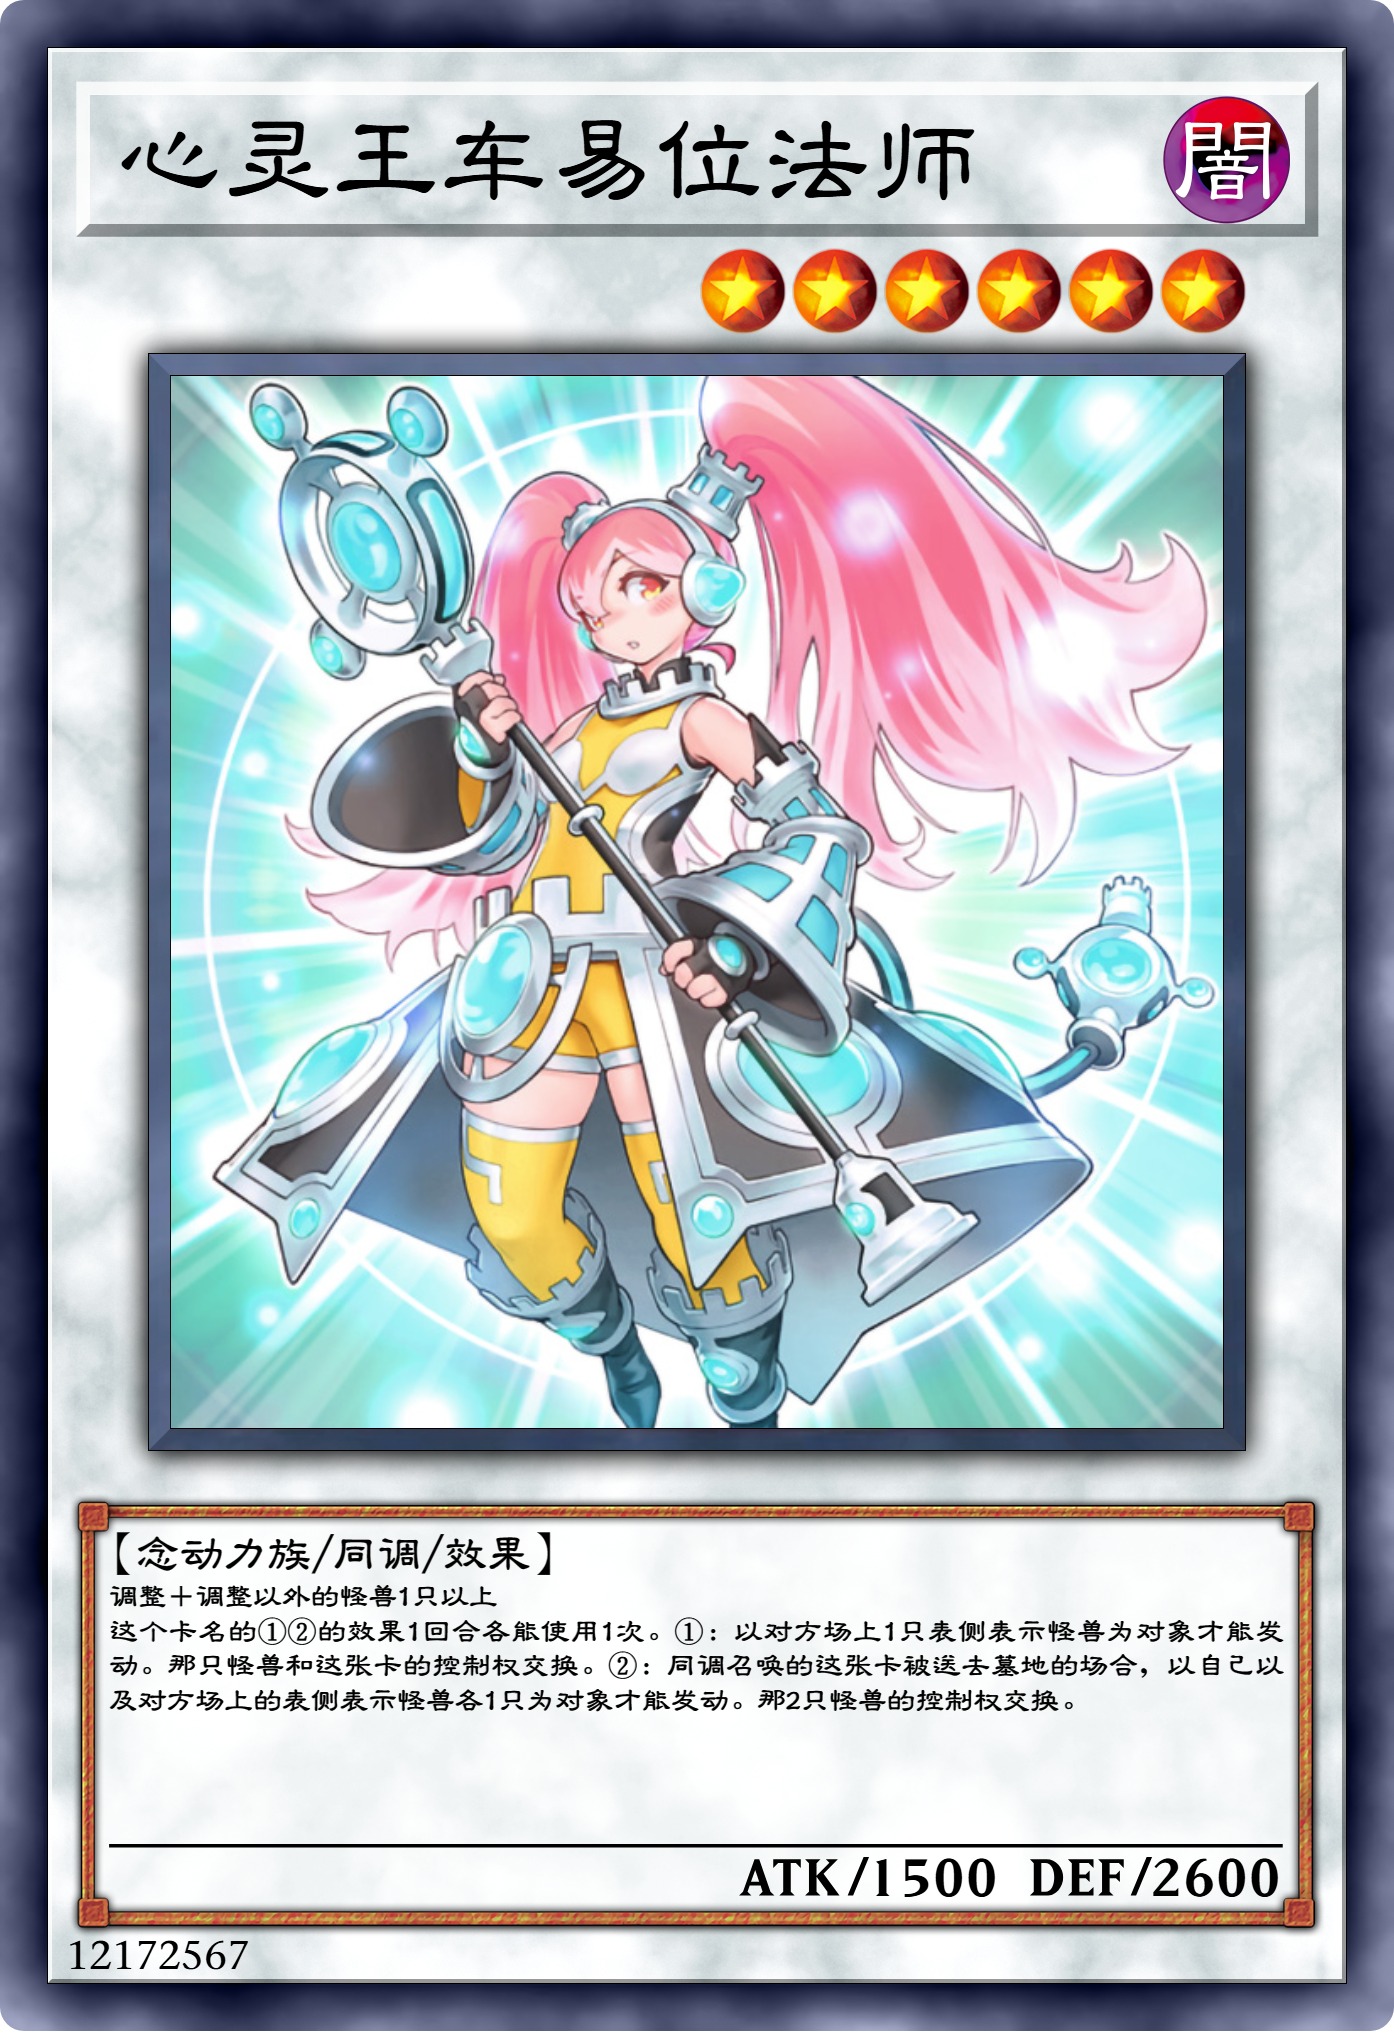 心灵王车易位法师
闇
【念动力族/同调/效果】
调整＋调整以外的怪兽1只以上
这个卡名的①②的效果1回合各能使用1次。①：以对方场上1只表侧表示怪兽为对象才能发
动。那只怪兽和这张卡的控制权交换。②：同调召唤的这张卡被送去墓地的场合，以自己以
及对方场上的表侧表示怪兽各1只为对象才能发动。那2只怪兽的控制权交换。
ATK/1500 DEF/2600
12172567